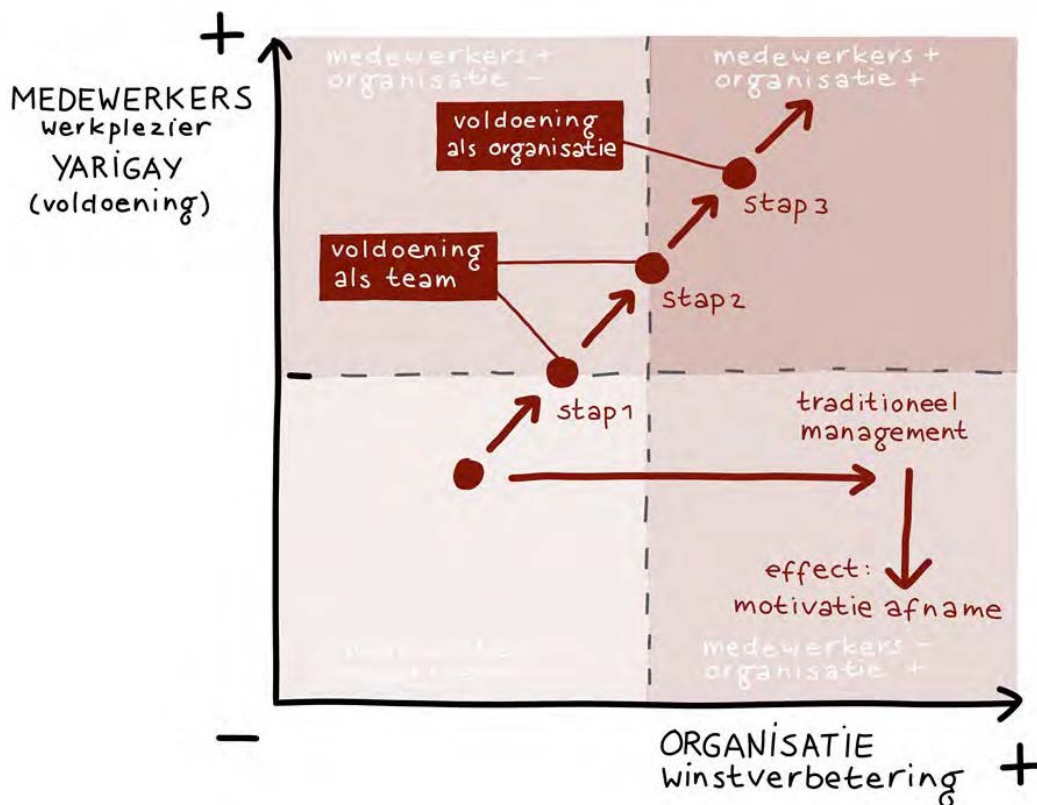 +
MEDEWERKERS
werkplezier
YARIGAY
(voldoening)
medewerkers +
organisatie -
medewerkers +
organisatie +
voldoening
als organisatie
stap 3
voldoening
als team
stap 2
-
stap 1
traditioneel
management
effect:
motivatie afname
medewerkers -
organisatie +
-
ORGANISATIE
winstverbetering
+